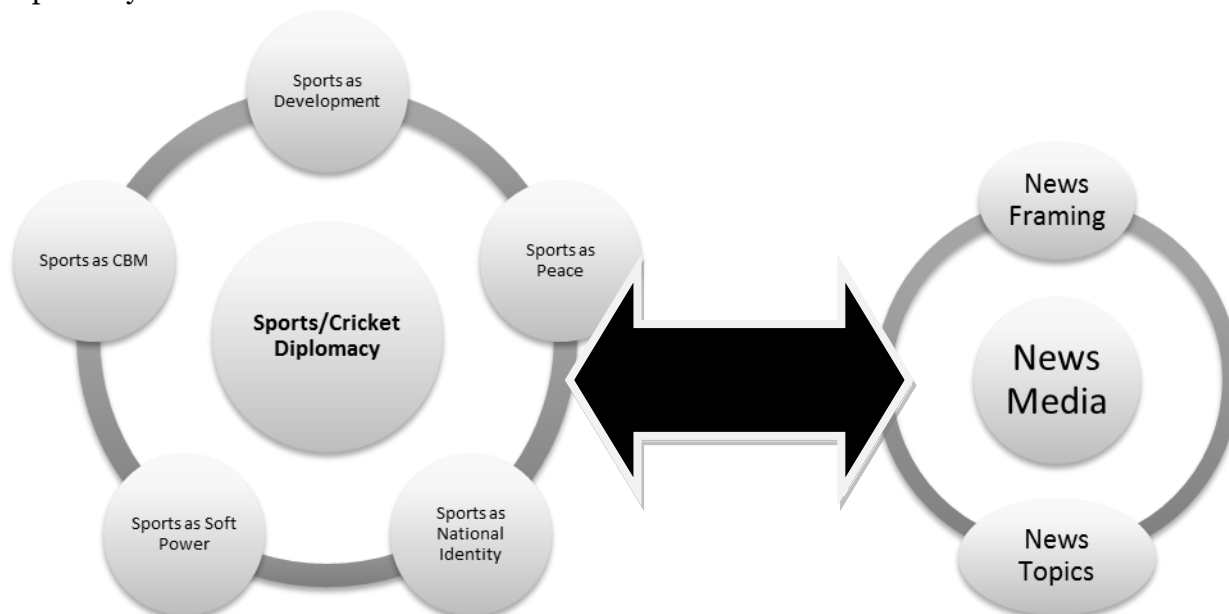 Sports as
Development
Sports as CBM
Sports as
Peace
Sports/Cricket
Diplomacy
Sports as Soft
Power
Sports as
National
Identity
News
Framing
News
Media
News
Topics